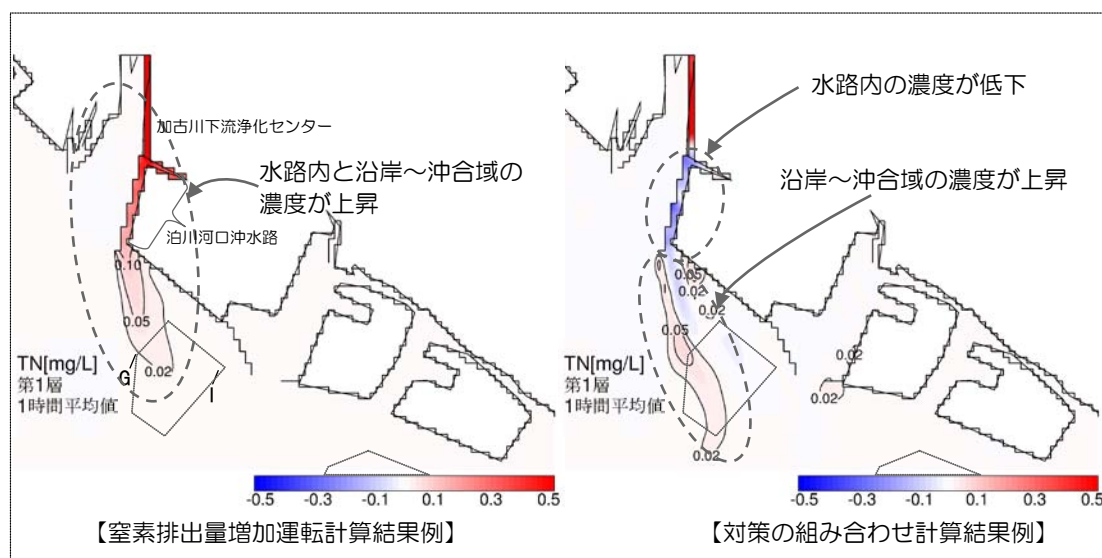 加古川下流浄化センター
水路内と沿岸～沖合域の
濃度が上昇
泊川河口沖水路
0.10
0.05
0.02
G
I
TN[mg/L]
第1層
1時間平均値
-0.5 -0.3 -0.1 0.1 0.3 0.5
【窒素排出量増加運転計算結果例】
水路内の濃度が低下
沿岸～沖合域の濃度が上昇
0.05
0.02
0.02
0.05
0.02
0.02
0.02
TN[mg/L]
第1層
1時間平均値
-0.5 -0.3 -0.1 0.1 0.3 0.5
【対策の組み合わせ計算結果例】